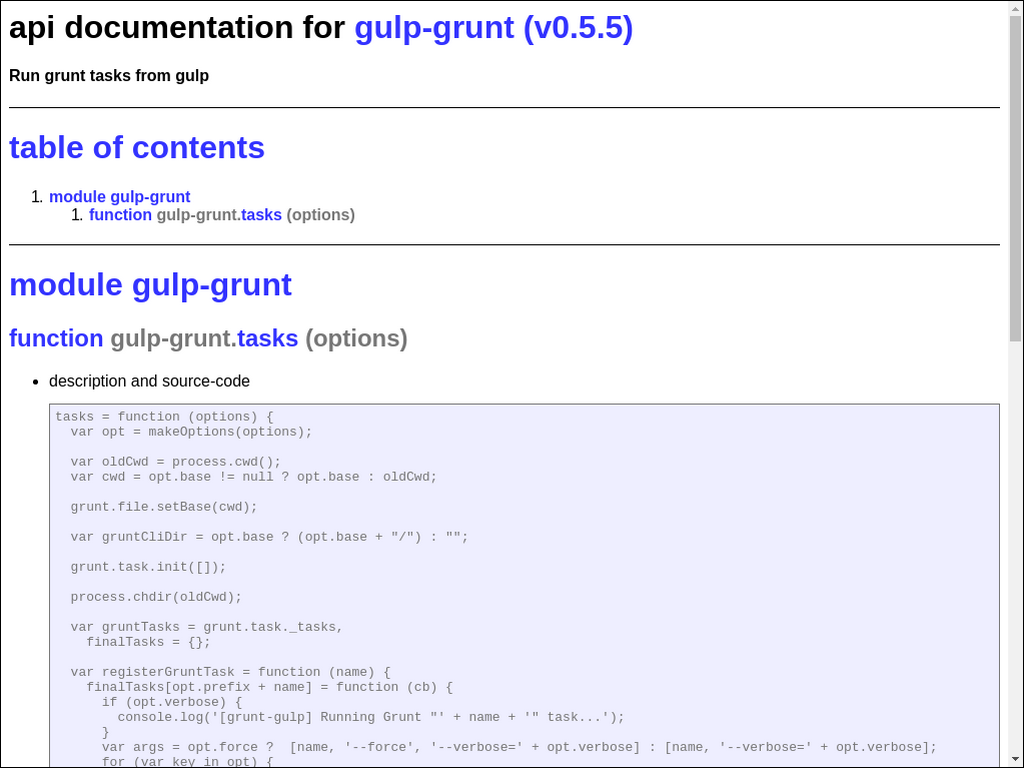 api documentation for gulp-grunt (v0.5.5)
Run grunt tasks from gulp
table of contents
1. module gulp-grunt
1. function gulp-grunt.tasks (options)
module gulp-grunt
function gulp-grunt.tasks (options)
• description and source-code
tasks = function (options) {
  var opt = makeOptions(options);

  var oldCwd = process.cwd();
  var cwd = opt.base != null ? opt.base : oldCwd;

  grunt.file.setBase(cwd);

  var gruntCliDir = opt.base ? (opt.base + "/") : "";

  grunt.task.init([]);

  process.chdir(oldCwd);

  var gruntTasks = grunt.task._tasks,
    finalTasks = {};

  var registerGruntTask = function (name) {
    finalTasks[opt.prefix + name] = function (cb) {
      if (opt.verbose) {
        console.log('[grunt-gulp] Running Grunt "' + name + '" task...');
      }
      var args = opt.force ?  [name, '--force', '--verbose=' + opt.verbose] : [name, '--verbose=' + opt.verbose];
      for (var key in opt) {